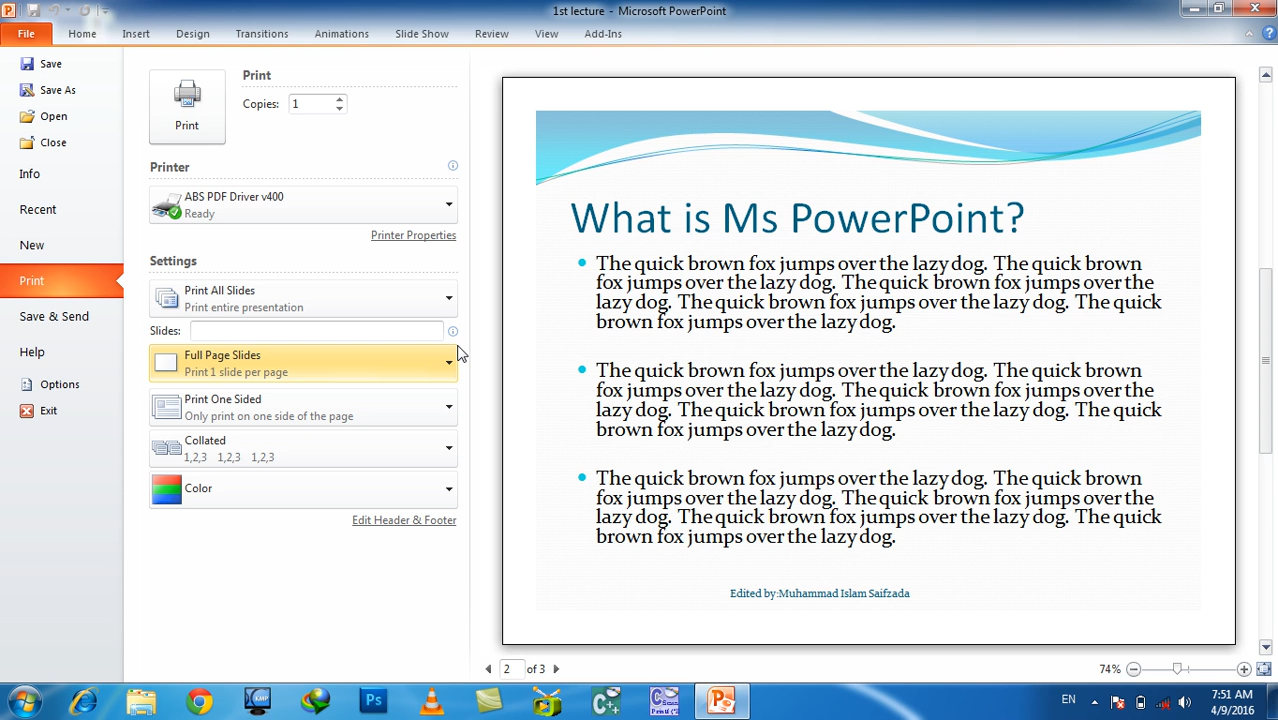 1st lecture - Microsoft PowerPoint
File Home Insert Design Transitions Animations Slide Show Review View Add-Ins
Save
Save As
Open
Close
Info
Recent
New
Print
Save & Send
Help
Options
Exit
Print
Print
Copies: 1
Printer
ABS PDF Driver v400
Ready
Printer Properties
Settings
Print All Slides
Print entire presentation
Slides:
Full Page Slides
Print 1 slide per page
Print One Sided
Only print on one side of the page
Collated
1,2,3 1,2,3 1,2,3
Color
Edit Header & Footer
What is Ms PowerPoint?
The quick brown fox jumps over the lazy dog. The quick brown
fox jumps over the lazy dog. The quick brown fox jumps over the
lazy dog. The quick brown fox jumps over the lazy dog. The quick
brown fox jumps over the lazy dog.
The quick brown fox jumps over the lazy dog. The quick brown
fox jumps over the lazy dog. The quick brown fox jumps over the
lazy dog. The quick brown fox jumps over the lazy dog. The quick
brown fox jumps over the lazy dog.
The quick brown fox jumps over the lazy dog. The quick brown
fox jumps over the lazy dog. The quick brown fox jumps over the
lazy dog. The quick brown fox jumps over the lazy dog. The quick
brown fox jumps over the lazy dog.
Edited by:Muhammad Islam Saifzada
2 of 3
74%
Ps
EN
7:51 AM
4/9/2016